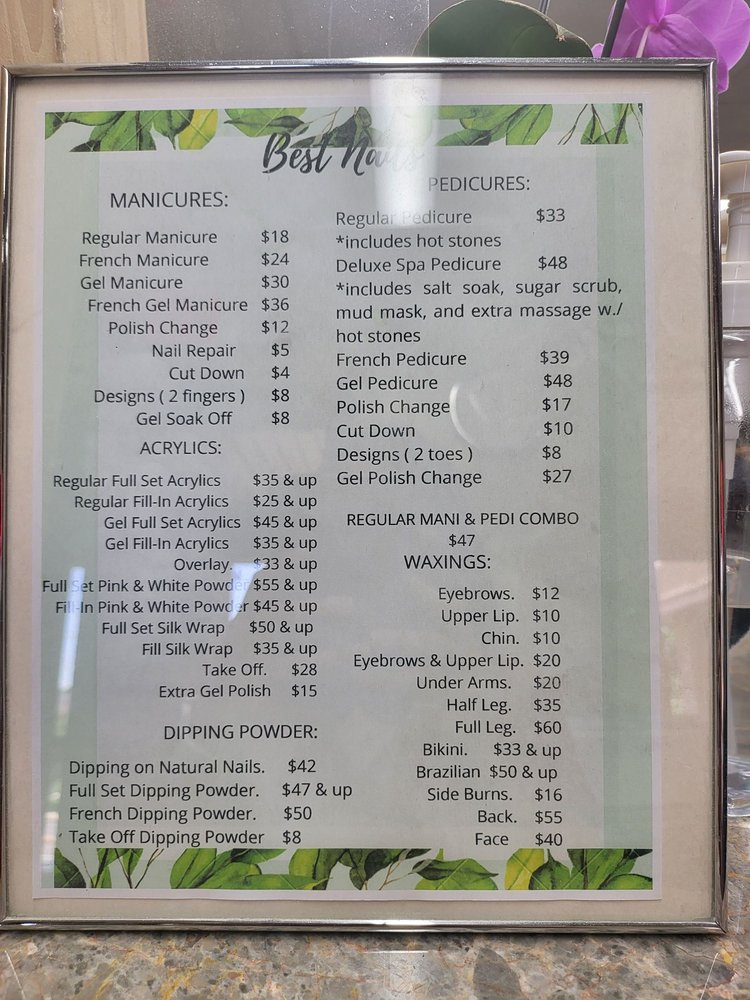 Best Nails
MANICURES:
Regular Manicure $18
French Manicure $24
Gel Manicure $30
French Gel Manicure $36
Polish Change $12
Nail Repair $5
Cut Down $4
Designs ( 2 fingers ) $8
Gel Soak Off $8
ACRYLICS:
Regular Full Set Acrylics $35 & up
Regular Fill-In Acrylics $25 & up
Gel Full Set Acrylics $45 & up
Gel Fill-In Acrylics $35 & up
Overlay. $33 & up
Full Set Pink & White Powder $55 & up
Fill-In Pink & White Powder $45 & up
Full Set Silk Wrap $50 & up
Fill Silk Wrap $35 & up
Take Off. $28
Extra Gel Polish $15
DIPPING POWDER:
Dipping on Natural Nails. $42
Full Set Dipping Powder. $47 & up
French Dipping Powder. $50
Take Off Dipping Powder $8
PEDICURES:
Regular Pedicure $33
*includes hot stones
Deluxe Spa Pedicure $48
*includes salt soak, sugar scrub,
mud mask, and extra massage w./
hot stones
French Pedicure $39
Gel Pedicure $48
Polish Change $17
Cut Down $10
Designs ( 2 toes ) $8
Gel Polish Change $27
REGULAR MANI & PEDI COMBO
$47
WAXINGS:
Eyebrows. $12
Upper Lip. $10
Chin. $10
Eyebrows & Upper Lip. $20
Under Arms. $20
Half Leg. $35
Full Leg. $60
Bikini. $33 & up
Brazilian $50 & up
Side Burns. $16
Back. $55
Face $40